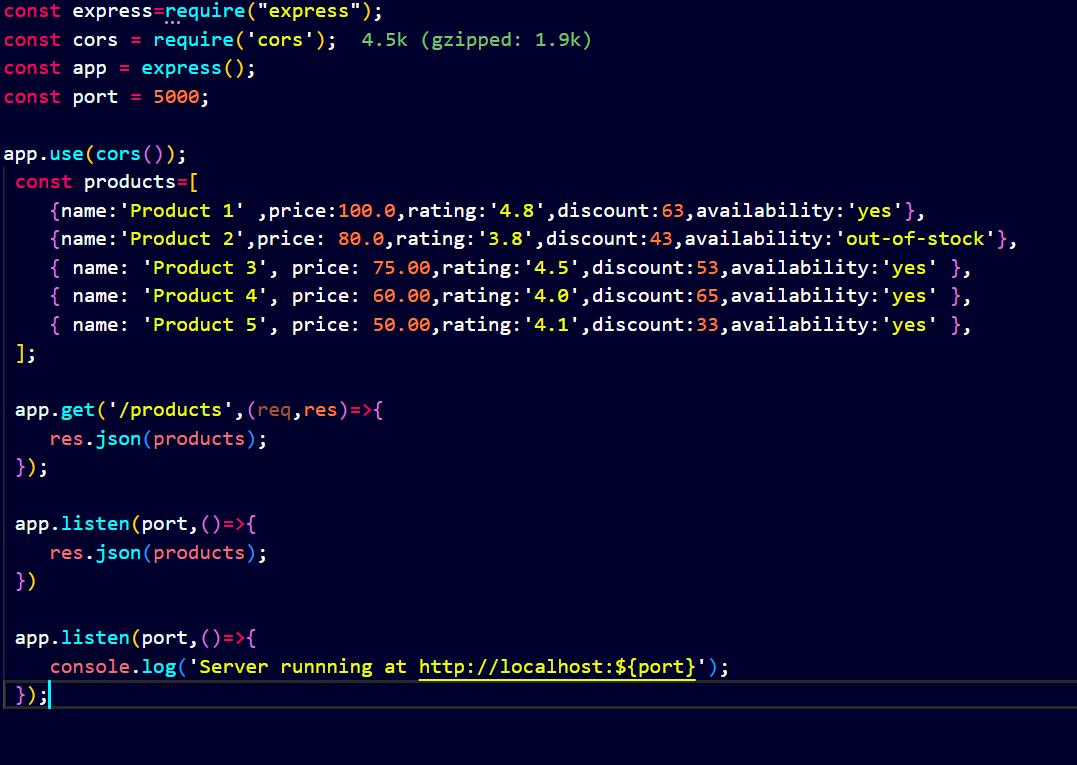 const express=require("express");
const cors = require('cors');  4.5k (gzipped: 1.9k)
const app = express();
const port = 5000;
app.use(cors());
const products=[
{name:'Product 1' ,price:100.0,rating:'4.8',discount:63,availability:'yes'},
{name:'Product 2',price: 80.0,rating:'3.8',discount:43,availability:'out-of-stock'},
{ name: 'Product 3', price: 75.00,rating:'4.5',discount:53,availability:'yes' },
{ name: 'Product 4', price: 60.00,rating:'4.0',discount:65,availability:'yes' },
{ name: 'Product 5', price: 50.00,rating:'4.1',discount:33,availability:'yes' },
];
app.get('/products',(req,res)=>{
res.json(products);
});
app.listen(port,()=>{
res.json(products);
})
app.listen(port,()=>{
console.log('Server runnning at http://localhost:${port}');
});